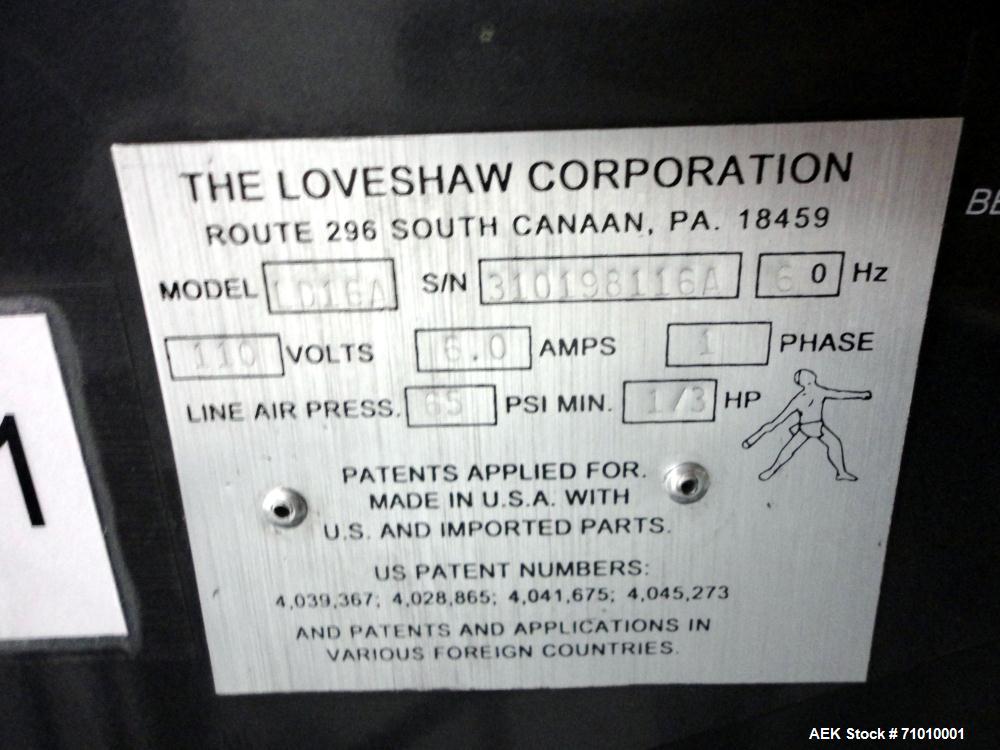 THE LOVESHAW CORPORATION
ROUTE 296 SOUTH CANAAN, PA. 18459
MODEL LD16A S/N 310198116A 60 Hz
110 VOLTS 6.0 AMPS 1 PHASE
LINE AIR PRESS. 65 PSI MIN. 1/3 HP
PATENTS APPLIED FOR.
MADE IN U.S.A. WITH
U.S. AND IMPORTED PARTS.
US PATENT NUMBERS:
4,039,367; 4,028,865; 4,041,675; 4,045,273
AND PATENTS AND APPLICATIONS IN
VARIOUS FOREIGN COUNTRIES.
1
BE
AEK Stock # 71010001